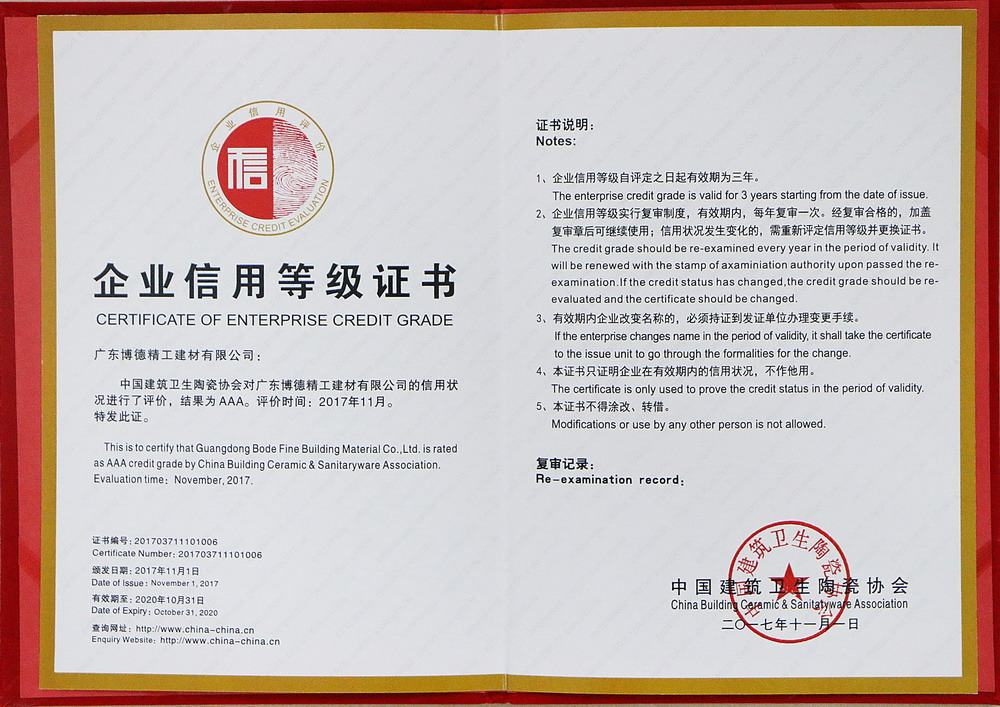 企业信用评价
信
ENTERPRISE CREDIT EVALUATION
企业信用等级证书
CERTIFICATE OF ENTERPRISE CREDIT GRADE
广东博德精工建材有限公司：
中国建筑卫生陶瓷协会对广东博德精工建材有限公司的信用状
况进行了评价，结果为AAA。评价时间：2017年11月。
特发此证。
This is to certify that Guangdong Bode Fine Building Material Co.,Ltd. is rated
as AAA credit grade by China Building Ceramic & Sanitaryware Association.
Evaluation time：November, 2017.
证书编号：201703711101006
Certificate Number：201703711101006
颁发日期：2017年11月1日
Date of Issue：November 1, 2017
有效期至：2020年10月31日
Date of Expiry：October 31, 2020
查询网址：http://www.china-china.cn
Enquiry Website：http://www.china-china.cn
证书说明：
Notes:
1、企业信用等级自评定之日起有效期为三年。
The enterprise credit grade is valid for 3 years starting from the date of issue.
2、企业信用等级实行复审制度，有效期内，每年复审一次。经复审合格的，加盖
复审章后可继续使用；信用状况发生变化的，需重新评定信用等级并更换证书。
The credit grade should be re-examined every year in the period of validity. It
will be renewed with the stamp of axaminiation authority upon passed the re-
examination.If the credit status has changed,the credit grade should be re-
evaluated and the certificate should be changed.
3、有效期内企业改变名称的，必须持证到发证单位办理变更手续。
If the enterprise changes name in the period of validity, it shall take the certificate
to the issue unit to go through the formalities for the change.
4、本证书只证明企业在有效期内的信用状况，不作他用。
The certificate is only used to prove the credit status in the period of validity.
5、本证书不得涂改、转借。
Modifications or use by any other person is not allowed.
复审记录：
Re-examination record：
中国建筑卫生陶瓷协会
中国建筑卫生陶瓷协会
China Building Ceramic & Sanitaryware Association
二〇一七年十一月一日